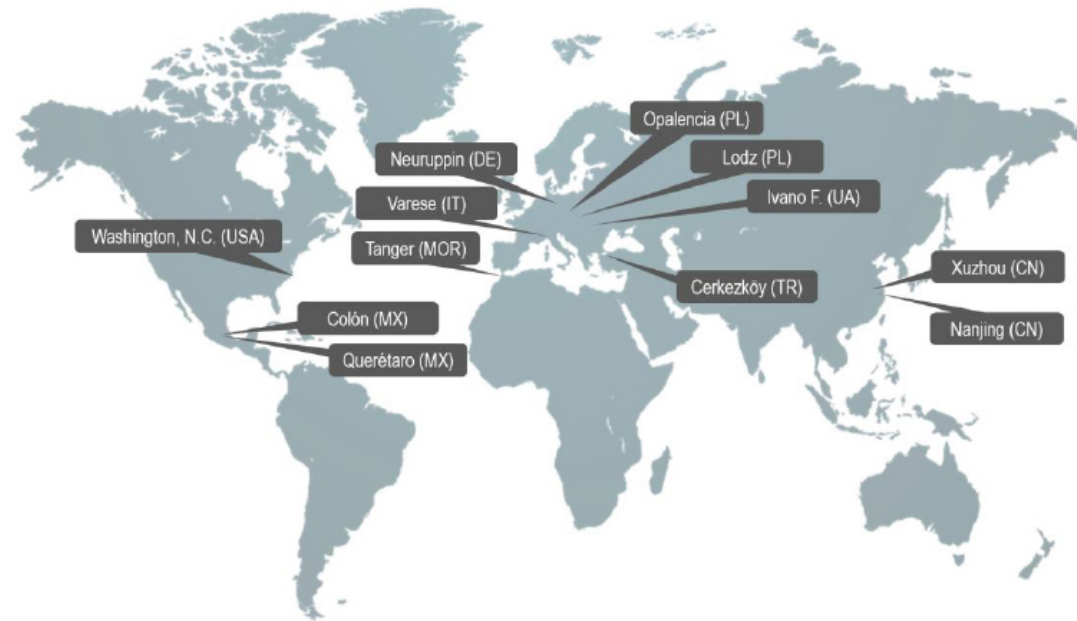 Opalencia (PL)
Neuruppin (DE)
Lodz (PL)
Varese (IT)
Ivano F. (UA)
Washington, N.C. (USA)
Tanger (MOR)
Xuzhou (CN)
Cerkezköy (TR)
Colón (MX)
Nanjing (CN)
Querétaro (MX)